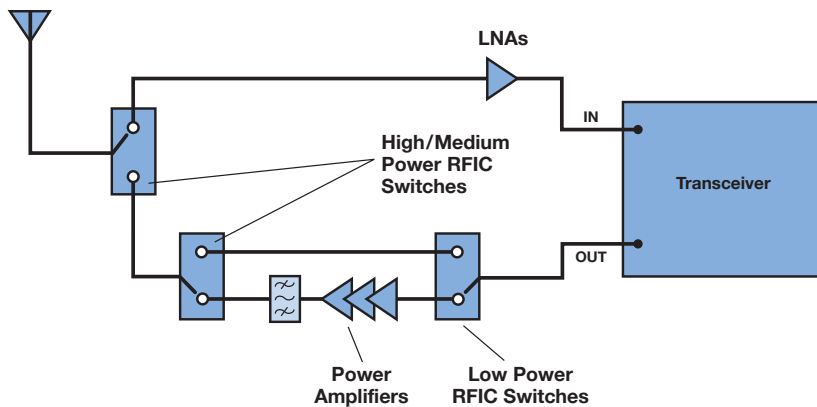 LNAs
IN
High/Medium
Power RFIC
Switches
Transceiver
OUT
Power
Amplifiers
Low Power
RFIC Switches